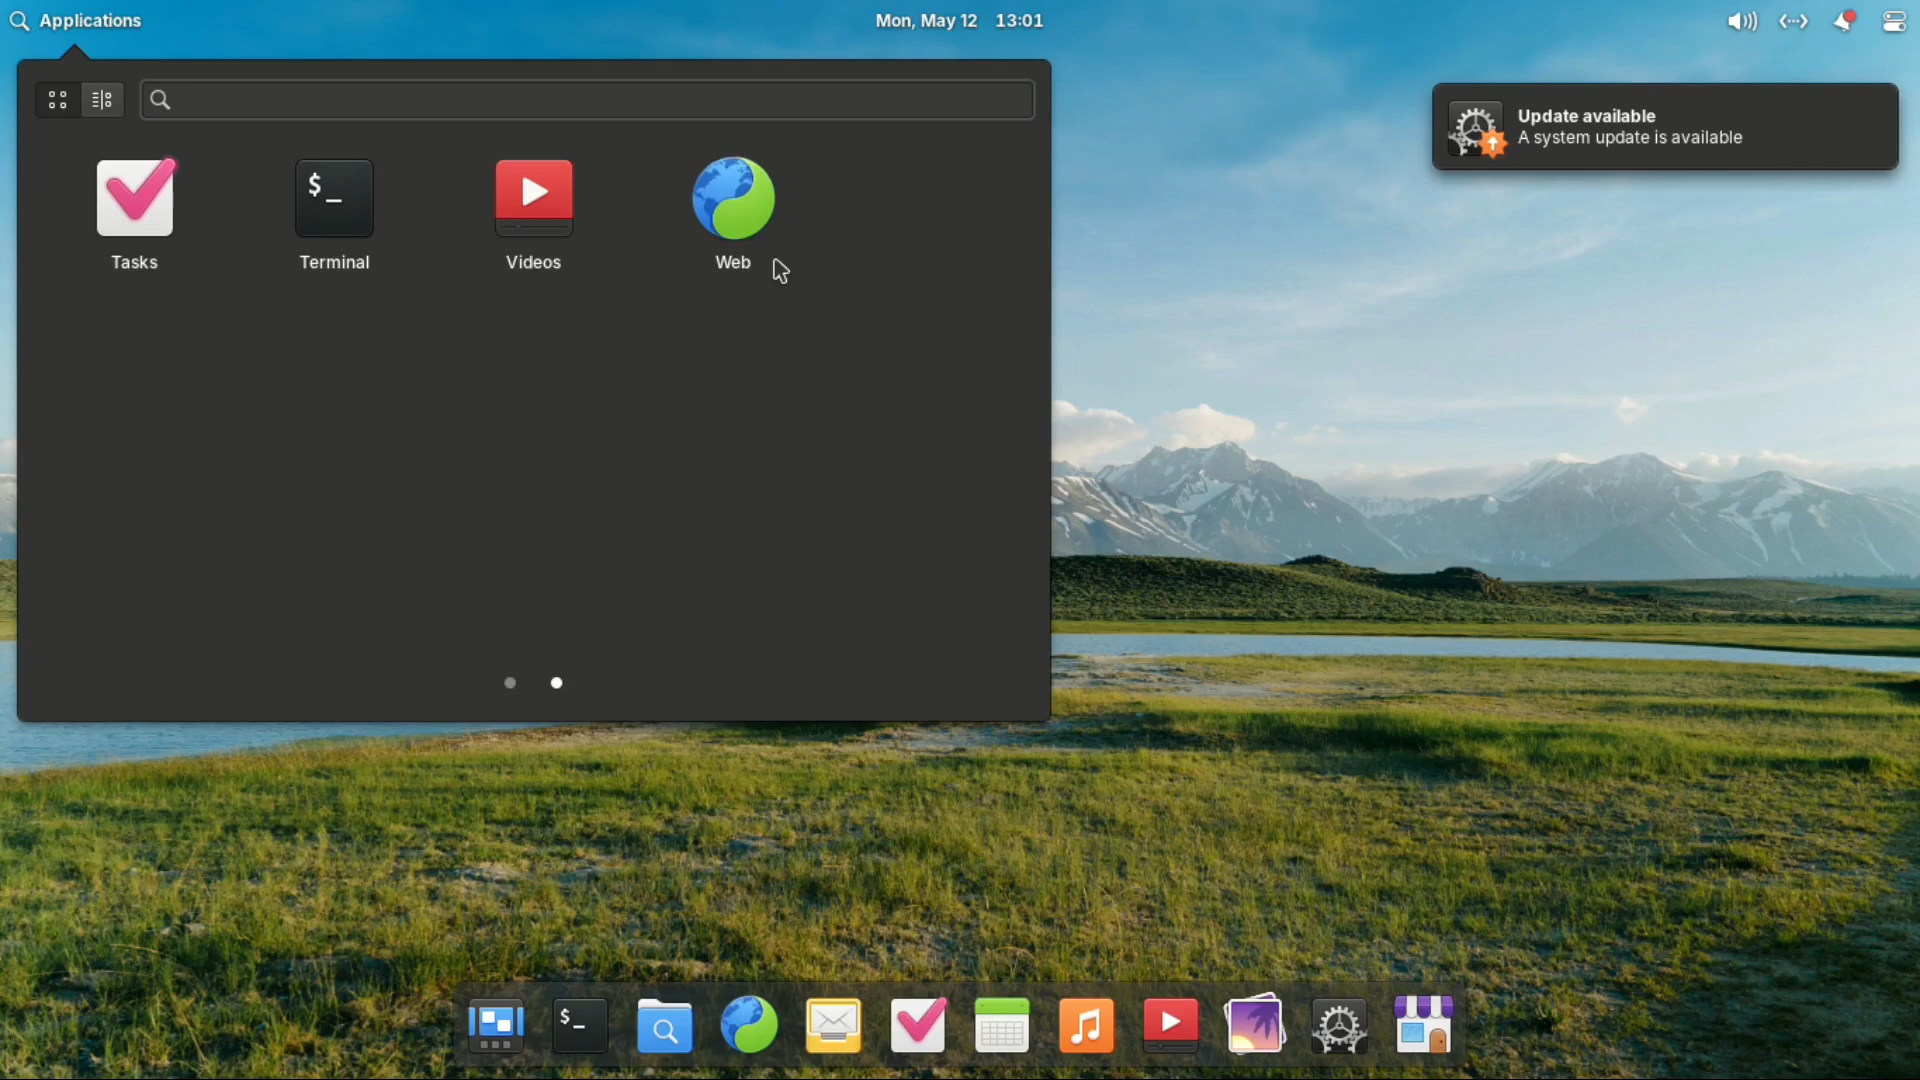 Applications
Mon, May 12 13:01
Update available
A system update is available
Tasks
$_
Terminal
Videos
Web
$_